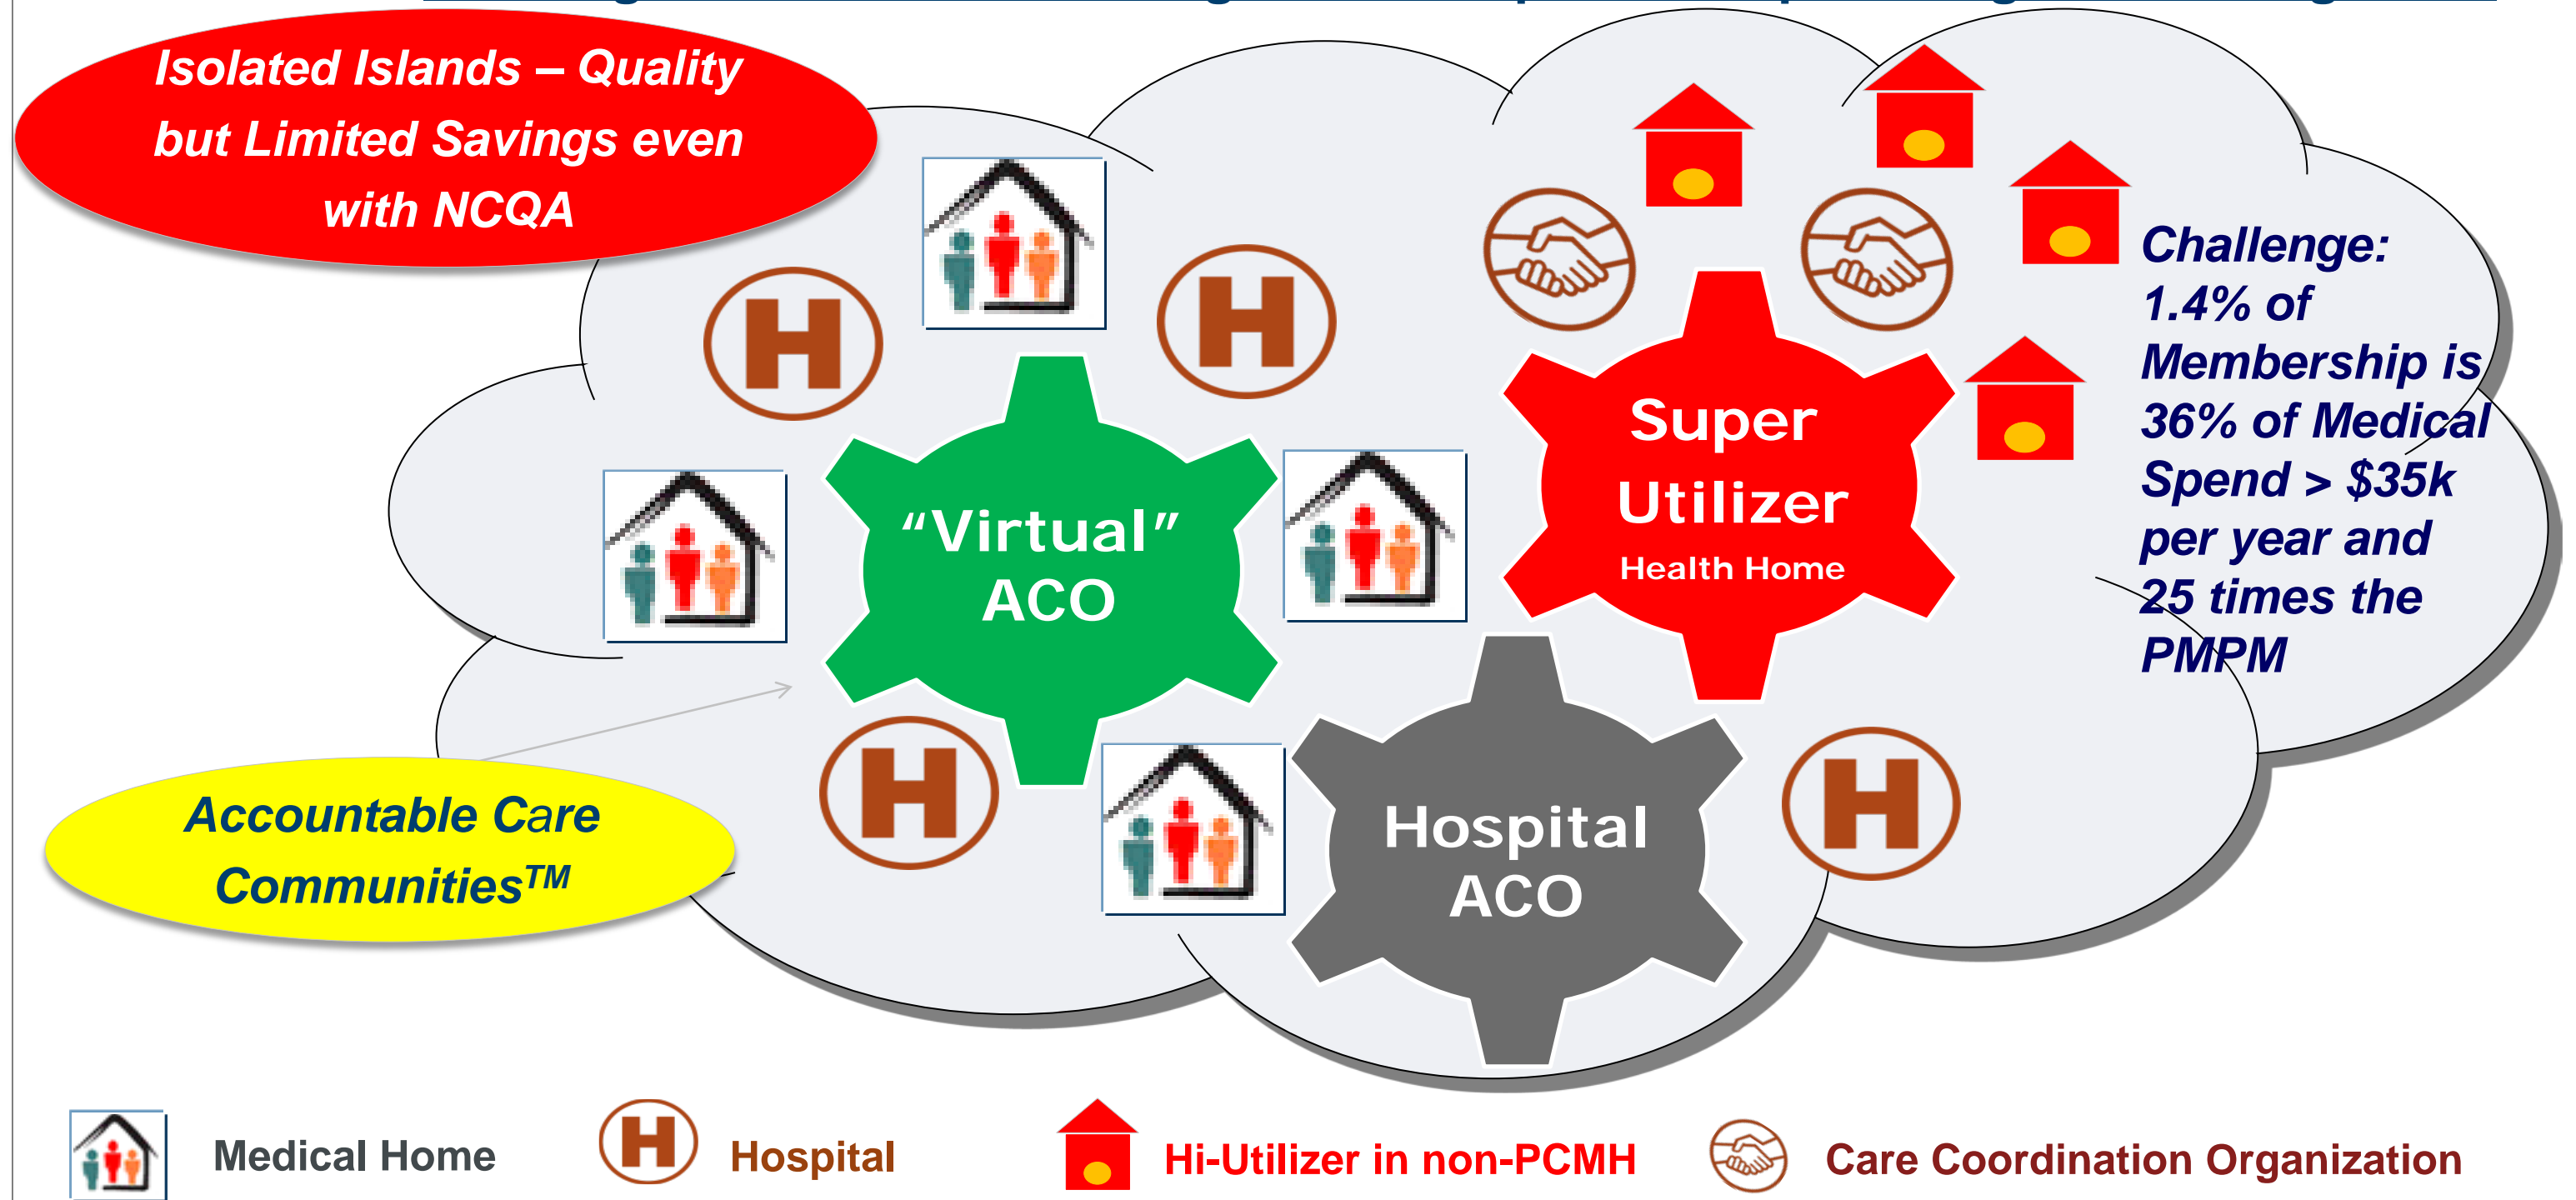 Isolated Islands – Quality
but Limited Savings even
with NCQA
H
H
Challenge:
1.4% of
Membership is
36% of Medical
Spend > $35k
per year and
25 times the
PMPM
Super
Utilizer
Health Home
“Virtual”
ACO
H
H
Hospital
ACO
Accountable Care
Communities™
Medical Home
H
Hospital
Hi-Utilizer in non-PCMH
Care Coordination Organization